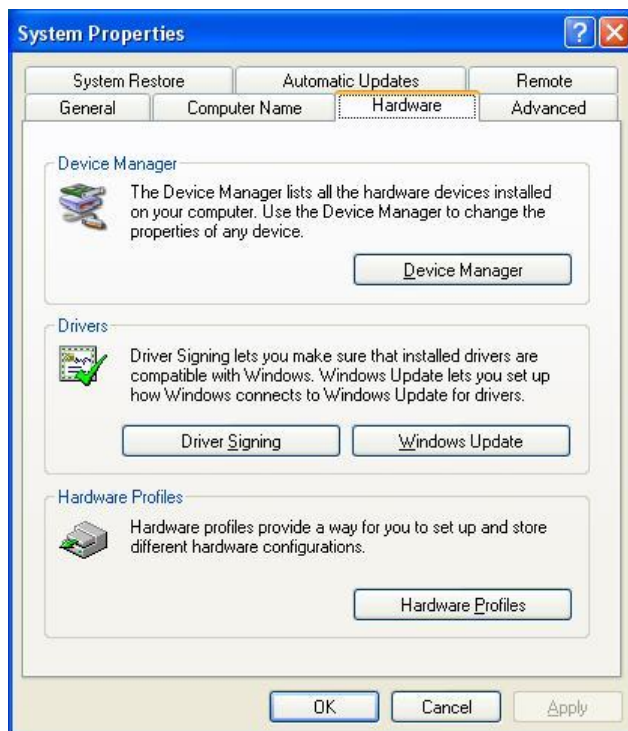 System Properties
System Restore
Automatic Updates
Remote
General
Computer Name
Hardware
Advanced
Device Manager
The Device Manager lists all the hardware devices installed
on your computer. Use the Device Manager to change the
properties of any device.
Device Manager
Drivers
Driver Signing lets you make sure that installed drivers are
compatible with Windows. Windows Update lets you set up
how Windows connects to Windows Update for drivers.
Driver Signing
Windows Update
Hardware Profiles
Hardware profiles provide a way for you to set up and store
different hardware configurations.
Hardware Profiles
OK
Cancel
Apply